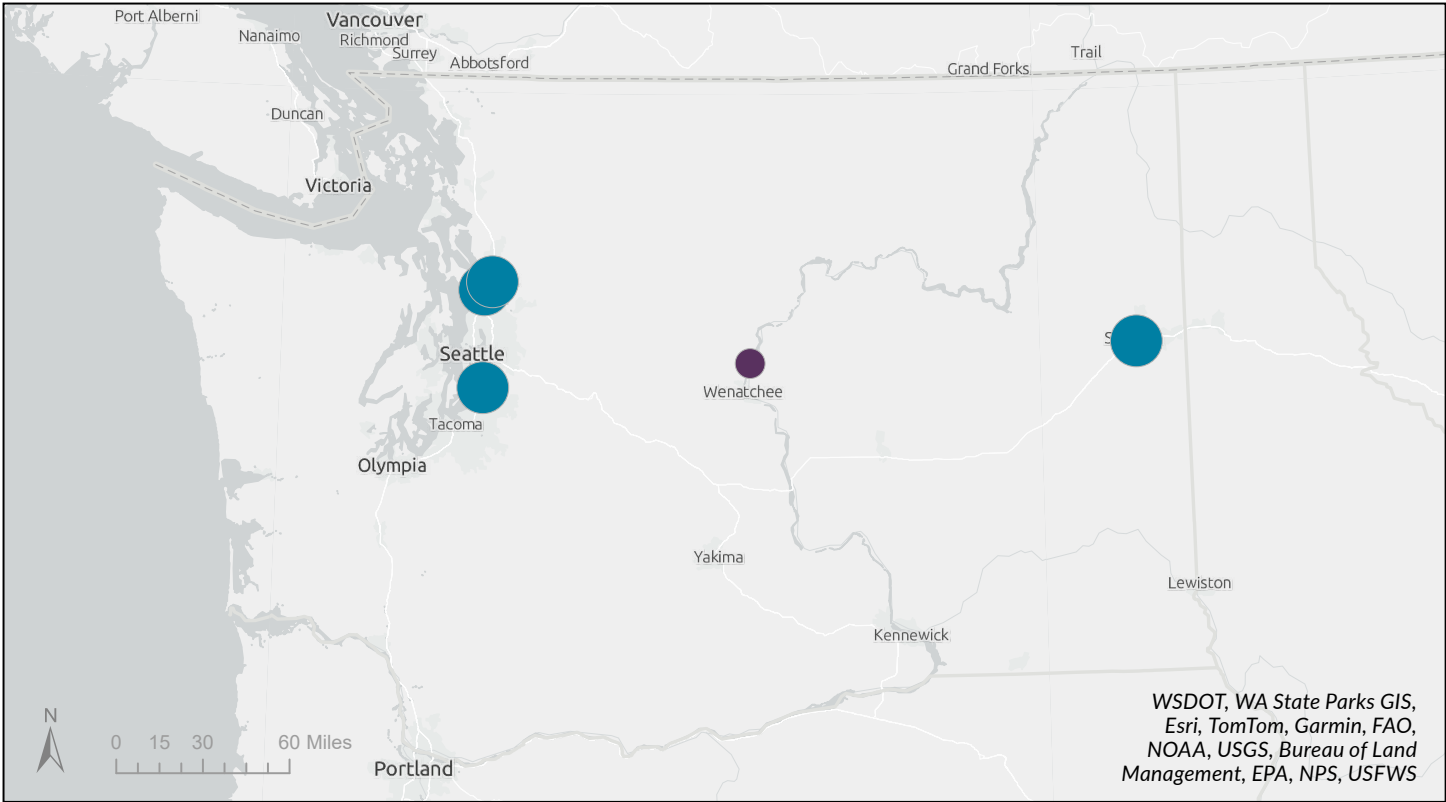 Port Alberni
Vancouver
Nanaimo
Richmond
Surrey
Abbotsford
Trail
Grand Forks
Duncan
Victoria
Seattle
Wenatchee
Tacoma
Olympia
Yakima
Lewiston
Kennewick
Portland
N
0 15 30 60 Miles
WSDOT, WA State Parks GIS,
Esri, TomTom, Garmin, FAO,
NOAA, USGS, Bureau of Land
Management, EPA, NPS, USFWS